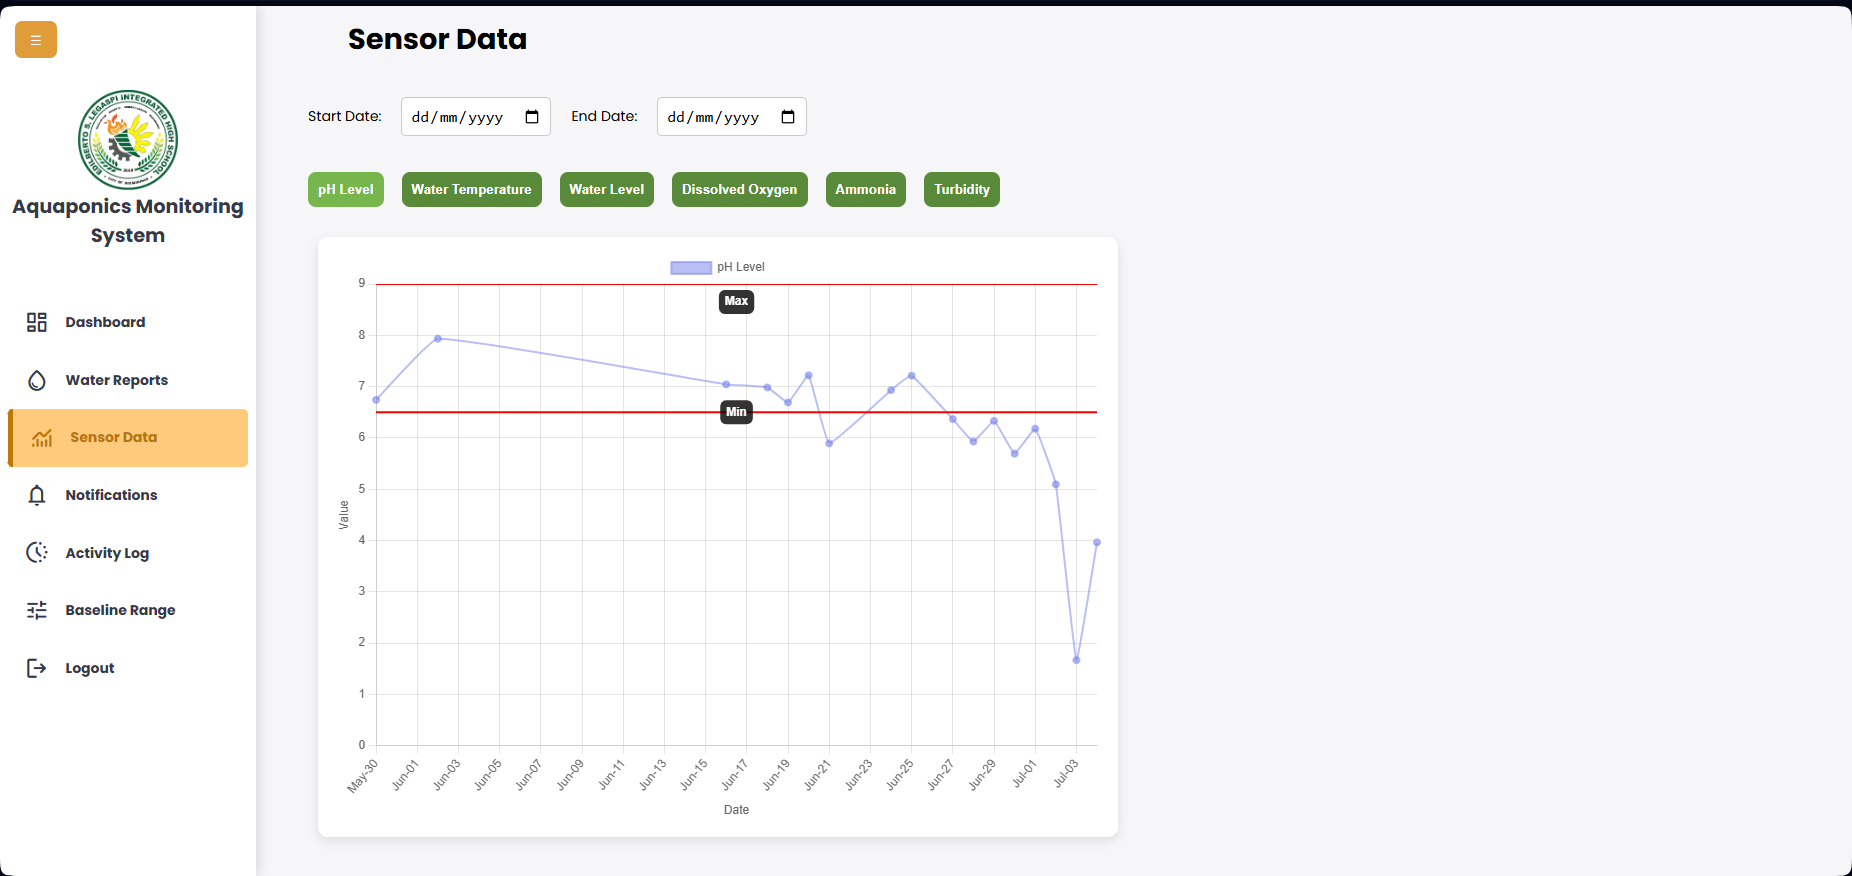 ☰
Sensor Data
Start Date: dd/mm/yyyy End Date: dd/mm/yyyy
EDILBERTO S. LEGASPI INTEGRATED HIGH SCHOOL
Aquaponics Monitoring
System
Dashboard
Water Reports
Sensor Data
Notifications
Activity Log
Baseline Range
Logout
pH Level Water Temperature Water Level Dissolved Oxygen Ammonia Turbidity
pH Level
9
Max
8
7
Min
6
5
4
3
2
1
0
Value
May-30 Jun-01 Jun-03 Jun-05 Jun-07 Jun-09 Jun-11 Jun-13 Jun-15 Jun-17 Jun-19 Jun-21 Jun-23 Jun-25 Jun-27 Jun-29 Jul-01 Jul-03
Date